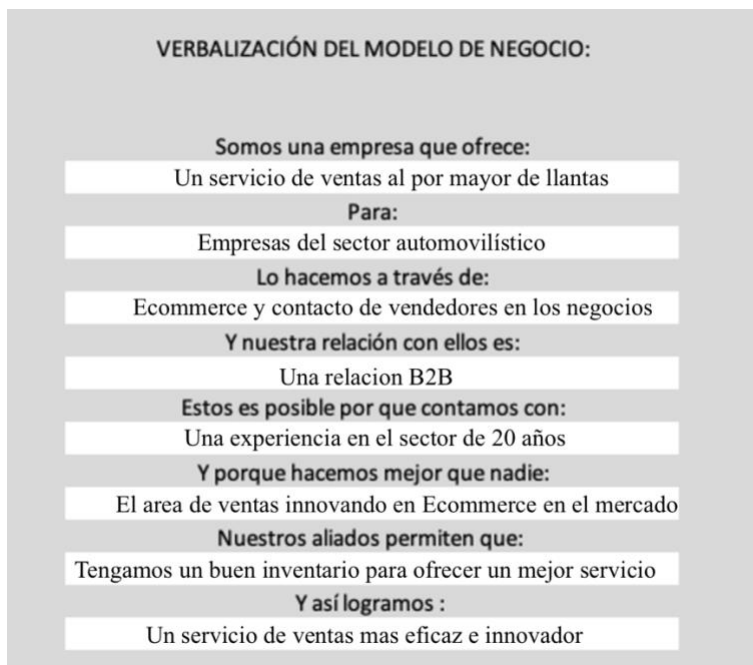 VERBALIZACIÓN DEL MODELO DE NEGOCIO:
Somos una empresa que ofrece:
Un servicio de ventas al por mayor de llantas
Para:
Empresas del sector automovilístico
Lo hacemos a través de:
Ecommerce y contacto de vendedores en los negocios
Y nuestra relación con ellos es:
Una relacion B2B
Estos es posible por que contamos con:
Una experiencia en el sector de 20 años
Y porque hacemos mejor que nadie:
El area de ventas innovando en Ecommerce en el mercado
Nuestros aliados permiten que:
Tengamos un buen inventario para ofrecer un mejor servicio
Y así logramos :
Un servicio de ventas mas eficaz e innovador